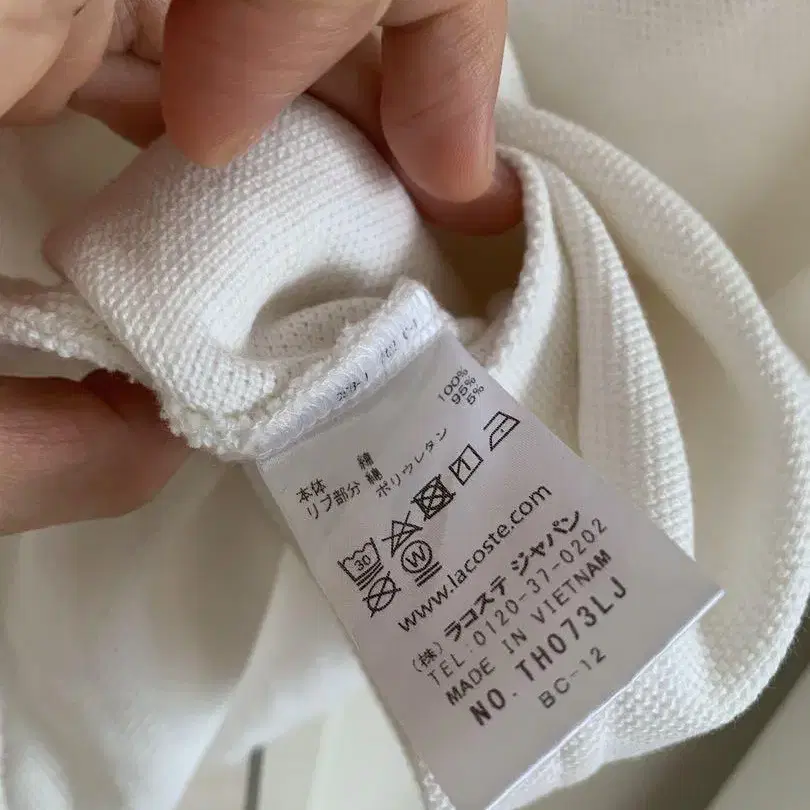 本体 綿 100%
リブ部分 綿 95%
ポリウレタン 5%
30
W
www.lacoste.com
(株) ラコステ ジャパン
TEL:0120-37-0202
MADE IN VIETNAM
NO. TH073LJ
BC-12